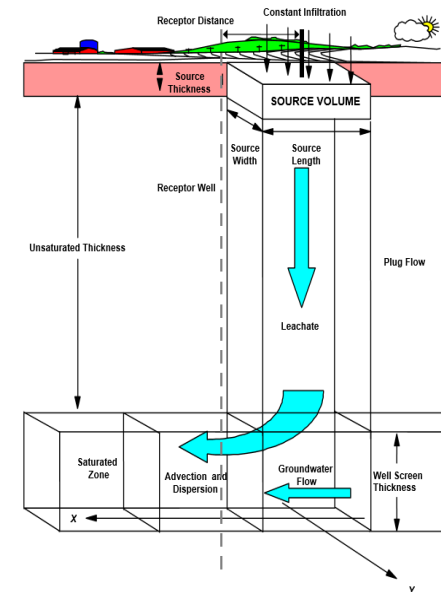 Receptor Distance
Constant Infiltration
Source
Thickness
SOURCE VOLUME
Source
Width
Source
Length
Receptor Well
Unsaturated Thickness
Plug Flow
Leachate
Saturated
Zone
Advection and
Dispersion
Groundwater
Flow
Well Screen
Thickness
X
Y